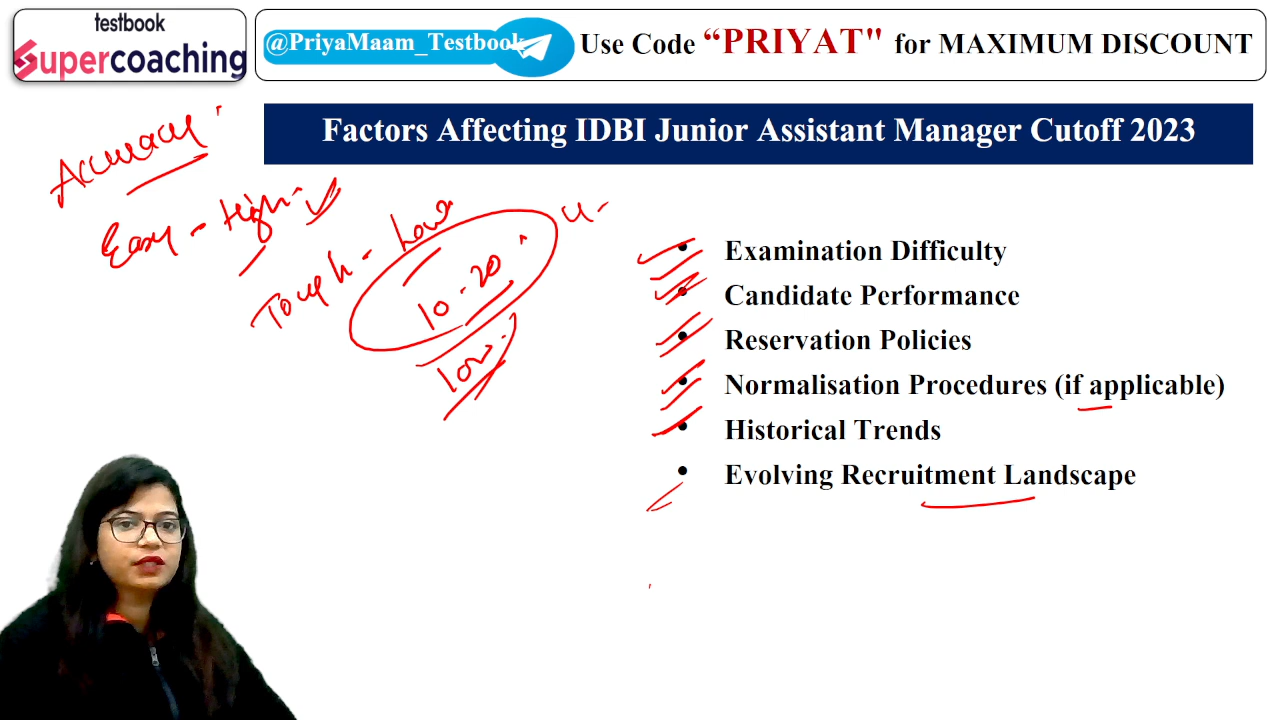 testbook
Supercoaching
@PriyaMaam_Testbook
Use Code “PRIYAT" for MAXIMUM DISCOUNT
Factors Affecting IDBI Junior Assistant Manager Cutoff 2023
Accuracy
Easy - High
Tough - Low
10-20
low
• Examination Difficulty
• Candidate Performance
• Reservation Policies
• Normalisation Procedures (if applicable)
• Historical Trends
• Evolving Recruitment Landscape